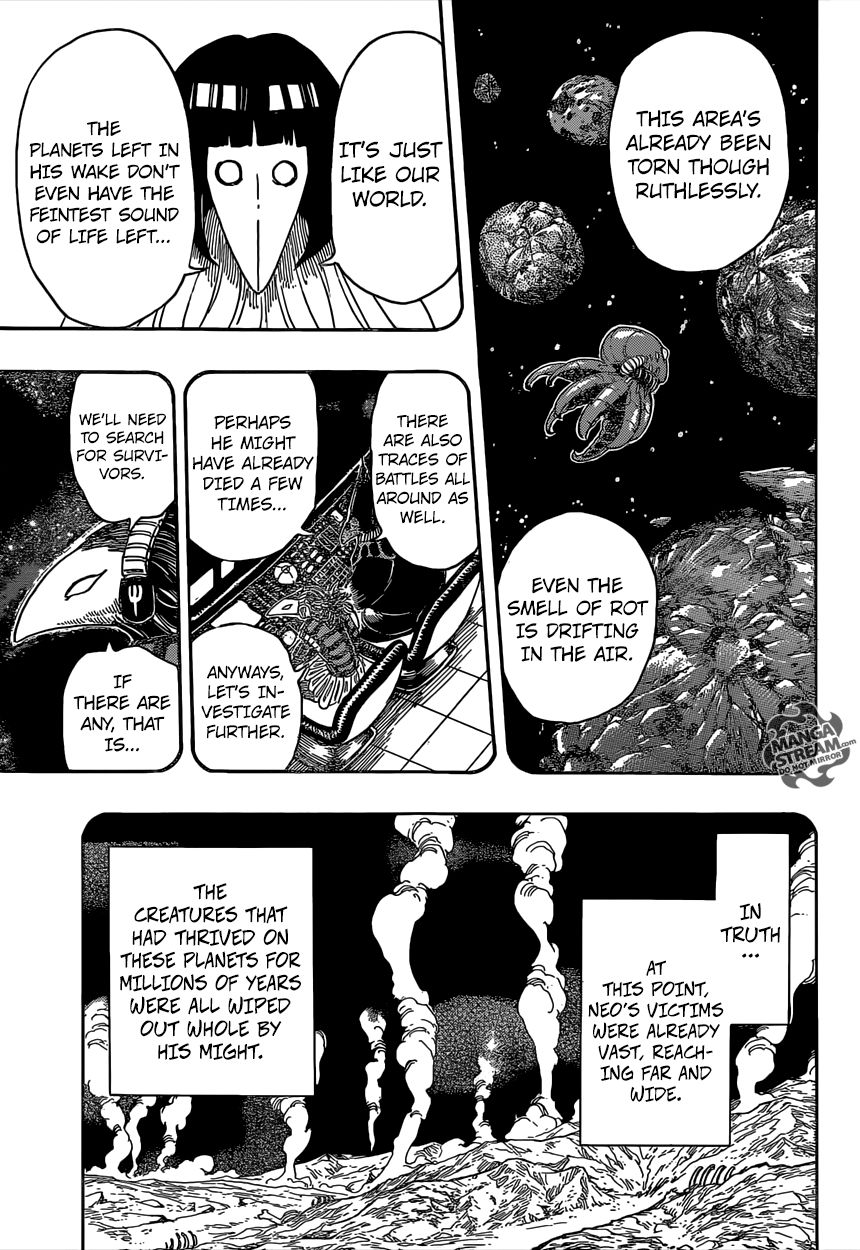 THIS AREA'S
ALREADY BEEN
TORN THOUGH
RUTHLESSLY.
EVEN THE
SMELL OF ROT
IS DRIFTING
IN THE AIR.
IT'S JUST
LIKE OUR
WORLD.
THE
PLANETS LEFT IN
HIS WAKE DON'T
EVEN HAVE THE
FEINTEST SOUND
OF LIFE LEFT...
THERE
ARE ALSO
TRACES OF
BATTLES ALL
AROUND AS
WELL.
PERHAPS
HE MIGHT
HAVE ALREADY
DIED A FEW
TIMES...
ANYWAYS,
LET'S IN-
VESTIGATE
FURTHER.
WE'LL NEED
TO SEARCH
FOR SURVI-
VORS.
IF
THERE ARE
ANY, THAT
IS...
MANGA
STREAM.com
DO NOT MIRROR
IN
TRUTH
...
AT
THIS POINT,
NEO'S VICTIMS
WERE ALREADY
VAST, REACH-
ING FAR AND
WIDE.
THE
CREATURES THAT
HAD THRIVED ON
THESE PLANETS FOR
MILLIONS OF YEARS
WERE ALL WIPED
OUT WHOLE BY
HIS MIGHT.